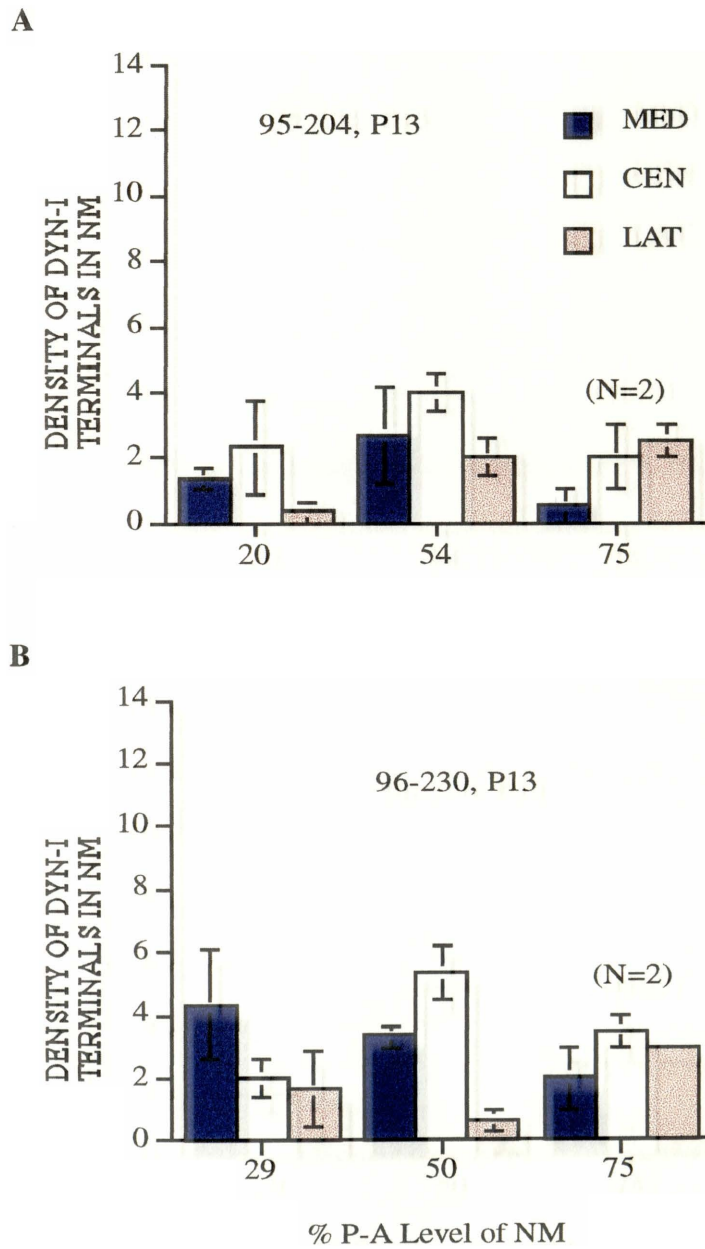 A
14
12
10
8
6
4
2
0
DENSITY OF DYN-I
TERMINALS IN NM
95-204, P13
MED
CEN
LAT
(N=2)
20 54 75
B
14
12
10
8
6
4
2
0
DENSITY OF DYN-I
TERMINALS IN NM
96-230, P13
(N=2)
29 50 75
% P-A Level of NM